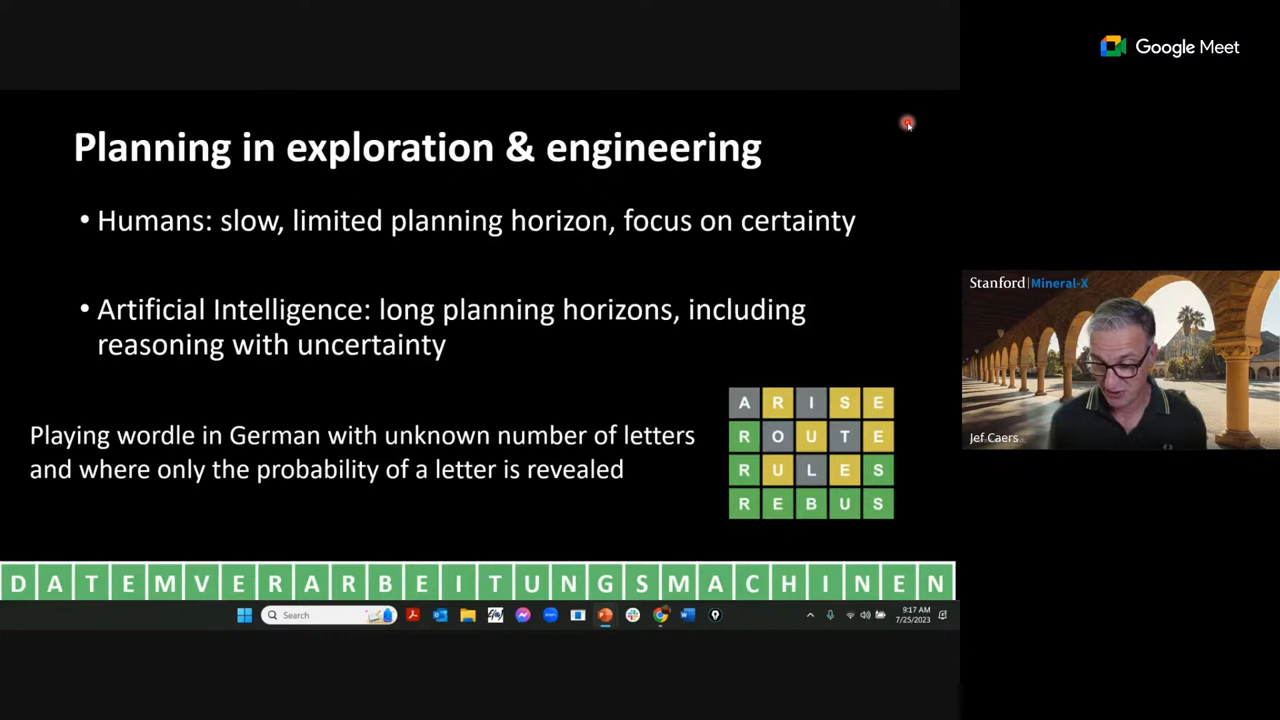 Google Meet
Planning in exploration & engineering
• Humans: slow, limited planning horizon, focus on certainty
• Artificial Intelligence: long planning horizons, including
reasoning with uncertainty
Playing wordle in German with unknown number of letters
and where only the probability of a letter is revealed
A R I S E
R O U T E
R U L E S
R E B U S
D A T E M V E R A R B E I T U N G S M A C H I N E N
Stanford | Mineral-X
Jef Caers
Search
9:17 AM
7/25/2023